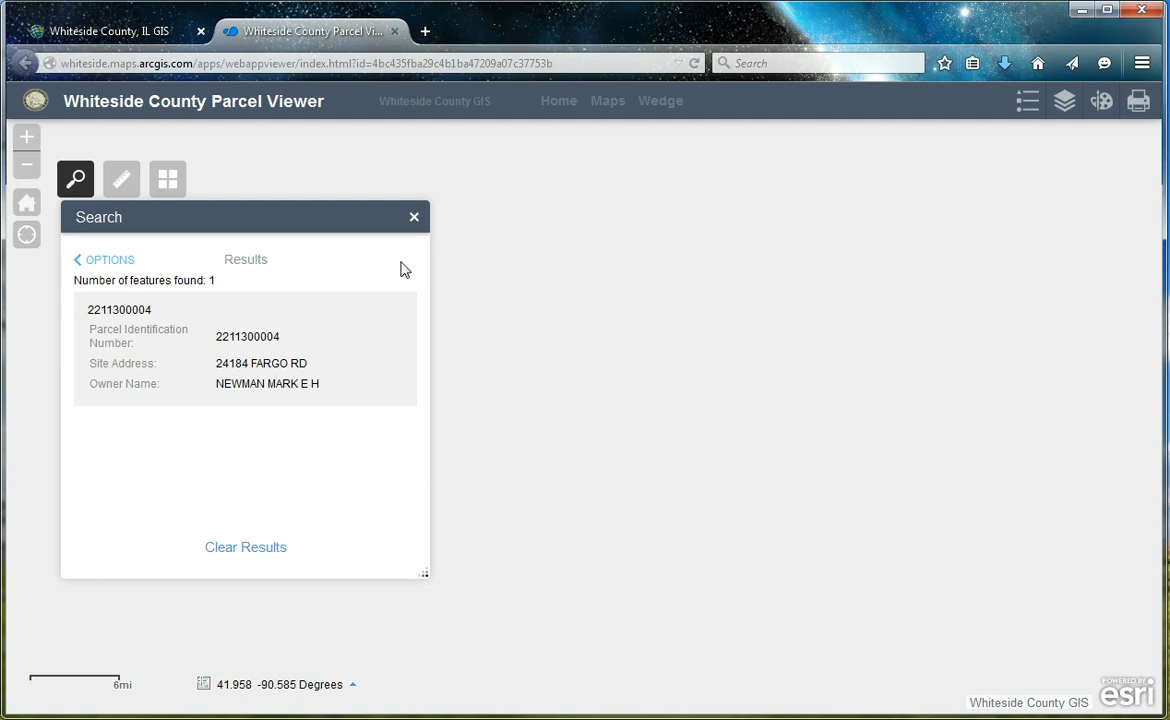 Whiteside County, IL GIS
Whiteside County Parcel Vi...
whiteside.maps.arcgis.com/apps/webappviewer/index.html?id=4bc435fba29c4b1ba47209a07c37753b
Search
Whiteside County Parcel Viewer
Whiteside County GIS
Home
Maps
Wedge
Search
OPTIONS
Results
Number of features found: 1
2211300004
Parcel Identification
Number:
2211300004
Site Address:
24184 FARGO RD
Owner Name:
NEWMAN MARK E H
Clear Results
6mi
41.958 -90.585 Degrees
Whiteside County GIS
POWERED BY
esri